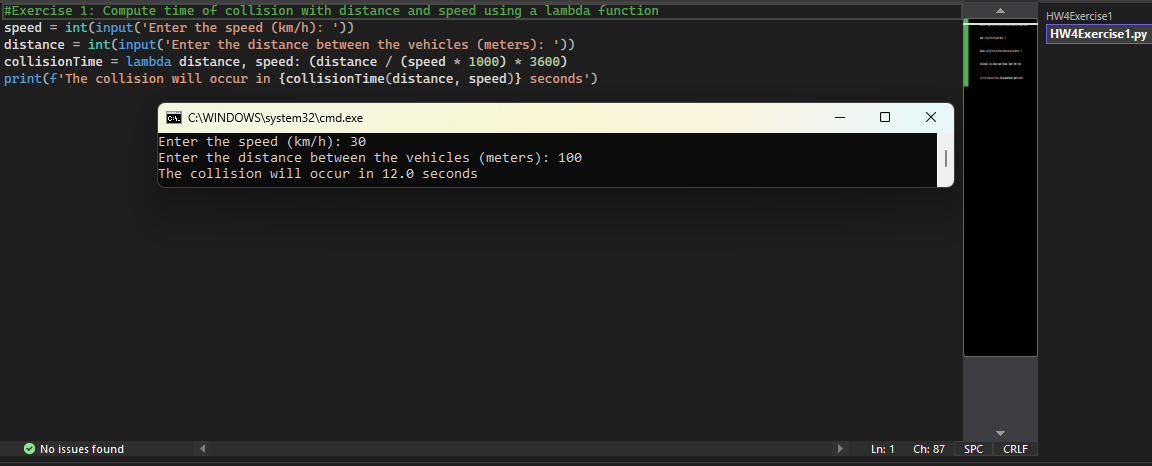 #Exercise 1: Compute time of collision with distance and speed using a lambda function
speed = int(input('Enter the speed (km/h): '))
distance = int(input('Enter the distance between the vehicles (meters): '))
collisionTime = lambda distance, speed: (distance / (speed * 1000) * 3600)
print(f'The collision will occur in {collisionTime(distance, speed)} seconds')
C:\WINDOWS\system32\cmd.exe
Enter the speed (km/h): 30
Enter the distance between the vehicles (meters): 100
The collision will occur in 12.0 seconds
HW4Exercise1
HW4Exercise1.py
No issues found
Ln: 1 Ch: 87 SPC CRLF